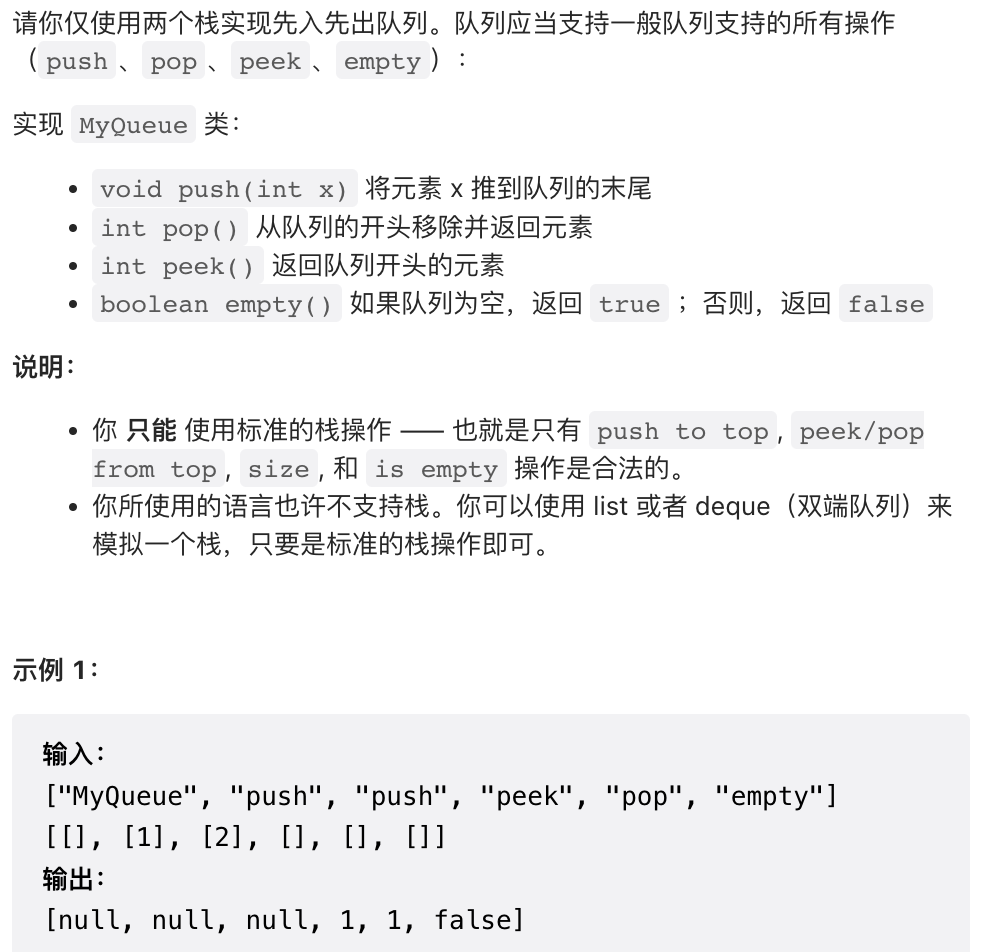 请你仅使用两个栈实现先入先出队列。队列应当支持一般队列支持的所有操作
（push、pop、peek、empty）：
实现 MyQueue 类：
• void push(int x) 将元素 x 推到队列的末尾
• int pop() 从队列的开头移除并返回元素
• int peek() 返回队列开头的元素
• boolean empty() 如果队列为空，返回 true ；否则，返回 false
说明：
• 你 只能 使用标准的栈操作 —— 也就是只有 push to top, peek/pop
from top, size, 和 is empty 操作是合法的。
• 你所使用的语言也许不支持栈。你可以使用 list 或者 deque（双端队列）来
模拟一个栈，只要是标准的栈操作即可。
示例 1：
输入：
["MyQueue", "push", "push", "peek", "pop", "empty"]
[[], [1], [2], [], [], []]
输出：
[null, null, null, 1, 1, false]